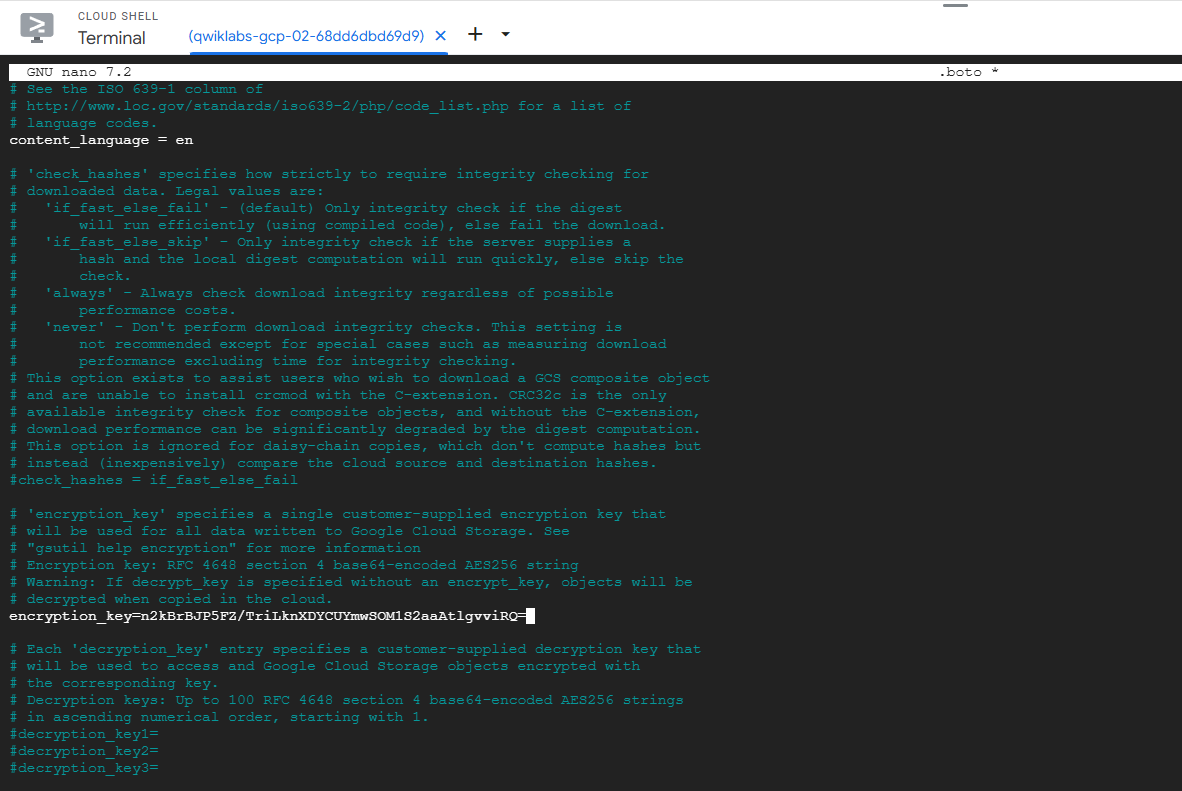 CLOUD SHELL
Terminal
(qwiklabs-gcp-02-68dd6dbd69d9)
GNU nano 7.2 .boto *
# See the ISO 639-1 column of
# http://www.loc.gov/standards/iso639-2/php/code_list.php for a list of
# language codes.
content_language = en
# 'check_hashes' specifies how strictly to require integrity checking for
# downloaded data. Legal values are:
#   'if_fast_else_fail' - (default) Only integrity check if the digest
#       will run efficiently (using compiled code), else fail the download.
#   'if_fast_else_skip' - Only integrity check if the server supplies a
#       hash and the local digest computation will run quickly, else skip the
#       check.
#   'always' - Always check download integrity regardless of possible
#       performance costs.
#   'never' - Don't perform download integrity checks. This setting is
#       not recommended except for special cases such as measuring download
#       performance excluding time for integrity checking.
# This option exists to assist users who wish to download a GCS composite object
# and are unable to install crcmod with the C-extension. CRC32c is the only
# available integrity check for composite objects, and without the C-extension,
# download performance can be significantly degraded by the digest computation.
# This option is ignored for daisy-chain copies, which don't compute hashes but
# instead (inexpensively) compare the cloud source and destination hashes.
#check_hashes = if_fast_else_fail
# 'encryption_key' specifies a single customer-supplied encryption key that
# will be used for all data written to Google Cloud Storage. See
# "gsutil help encryption" for more information
# Encryption key: RFC 4648 section 4 base64-encoded AES256 string
# Warning: If decrypt_key is specified without an encrypt_key, objects will be
# decrypted when copied in the cloud.
encryption_key=n2kBrBJP5FZ/TriLknXDYCUYmwSOM1S2aaAtlgvviRQ=
# Each 'decryption_key' entry specifies a customer-supplied decryption key that
# will be used to access and Google Cloud Storage objects encrypted with
# the corresponding key.
# Decryption keys: Up to 100 RFC 4648 section 4 base64-encoded AES256 strings
# in ascending numerical order, starting with 1.
#decryption_key1=
#decryption_key2=
#decryption_key3=